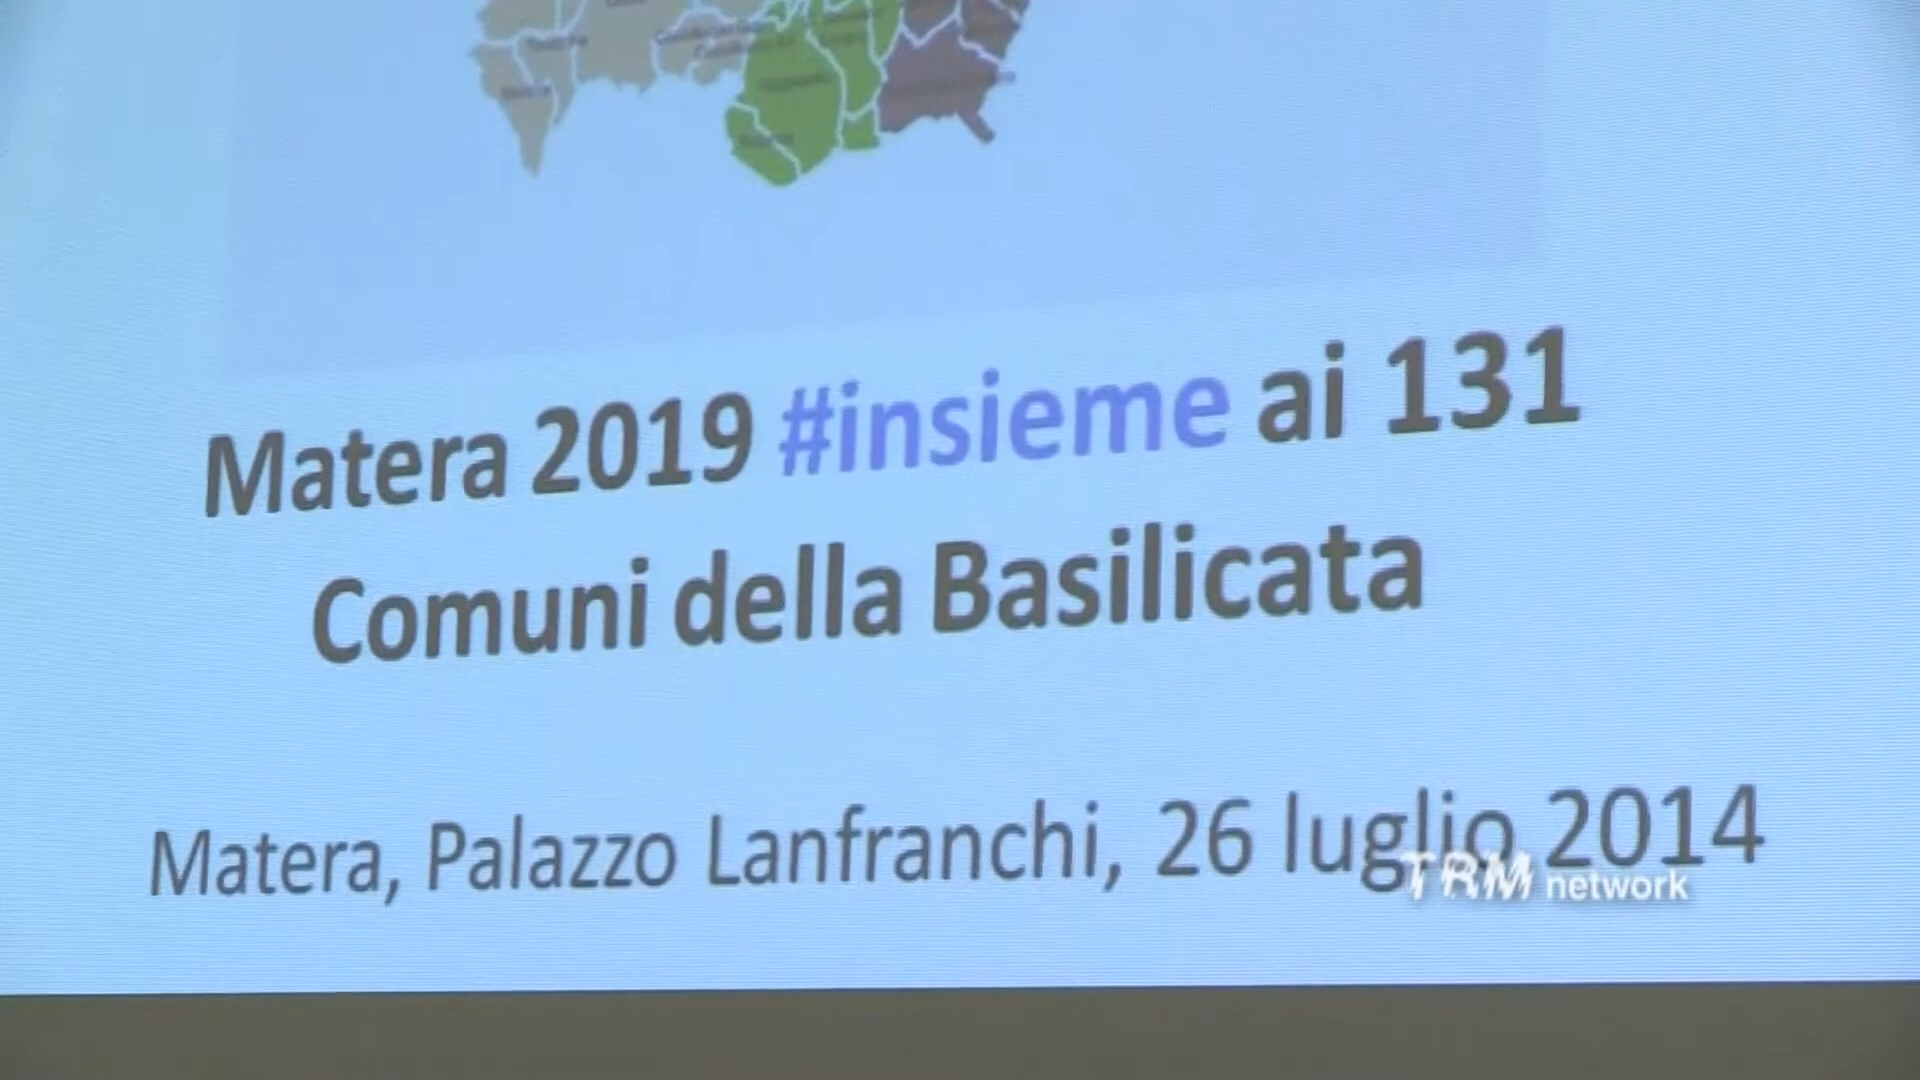 Matera 2019 #insieme ai 131
Comuni della Basilicata
Matera, Palazzo Lanfranchi, 26 luglio 2014
TRM network